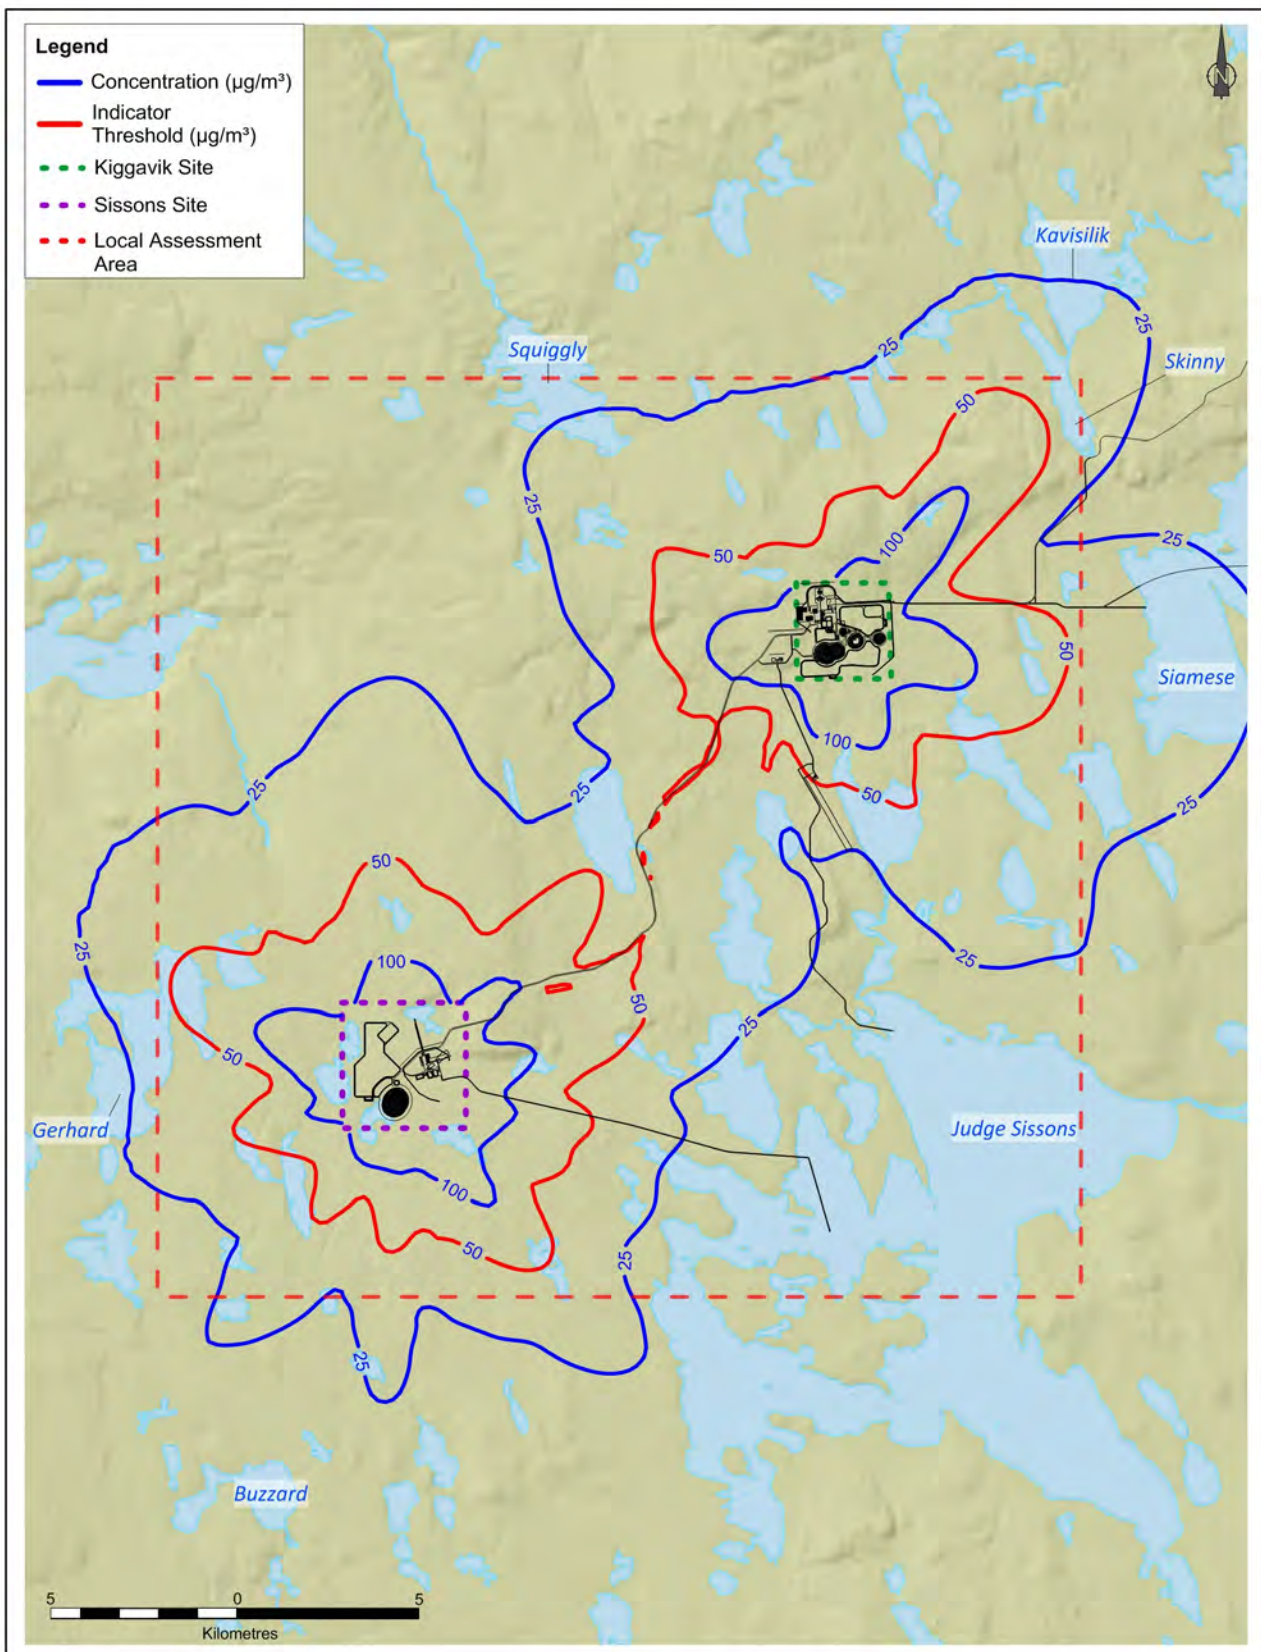 Legend
Concentration (µg/m³)
Indicator
Threshold (µg/m³)
Kiggavik Site
Sissons Site
Local Assessment
Area
N
Kavisilik
25
25
Squiggly
Skinny
50
25
100
25
50
50
Siamese
100
25
25
50
25
50
25
100
25
50
25
50
Gerhard
Judge Sissons
100
50
25
25
Buzzard
5 0 5
Kilometres